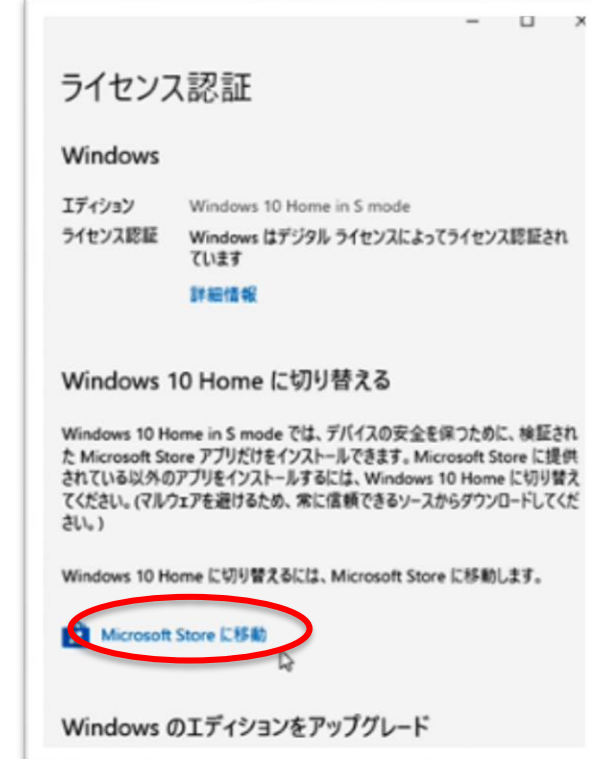 ライセンス認証
Windows
エディション Windows 10 Home in S mode
ライセンス認証 Windows はデジタル ライセンスによってライセンス認証され
ています
詳細情報
Windows 10 Home に切り替える
Windows 10 Home in S mode では、デバイスの安全を保つために、検証され
た Microsoft Store アプリだけをインストールできます。Microsoft Store に提供
されている以外のアプリをインストールするには、Windows 10 Home に切り替え
てください。(マルウェアを避けるため、常に信頼できるソースからダウンロードしてくだ
さい。)
Windows 10 Home に切り替えるには、Microsoft Store に移動します。
Microsoft Store に移動
Windows のエディションをアップグレード